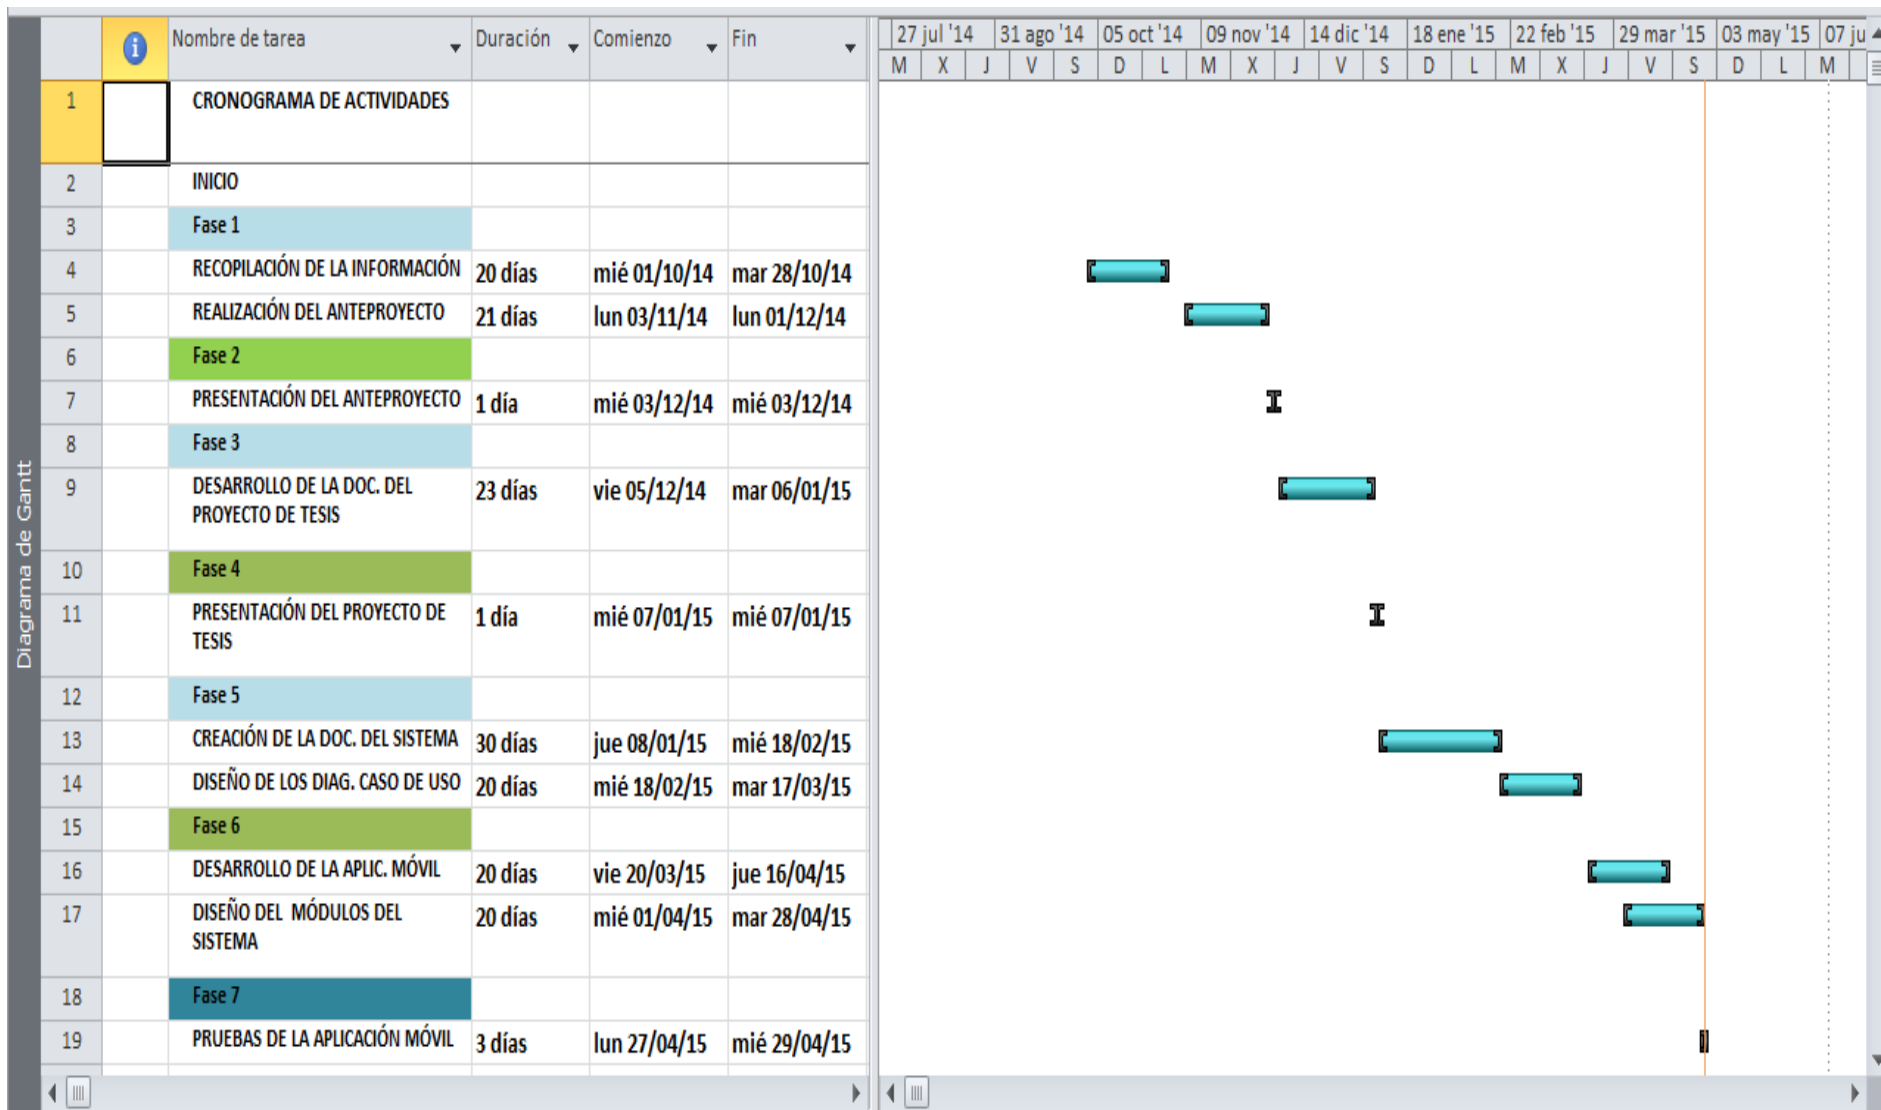 Nombre de tarea Duración Comienzo Fin
27 jul '14 31 ago '14 05 oct '14 09 nov '14 14 dic '14 18 ene '15 22 feb '15 29 mar '15 03 may '15 07 ju
M X J V S D L M X J V S D L M X J V S D L M
1 CRONOGRAMA DE ACTIVIDADES
2 INICIO
3 Fase 1
4 RECOPILACIÓN DE LA INFORMACIÓN 20 días mié 01/10/14 mar 28/10/14
5 REALIZACIÓN DEL ANTEPROYECTO 21 días lun 03/11/14 lun 01/12/14
6 Fase 2
7 PRESENTACIÓN DEL ANTEPROYECTO 1 día mié 03/12/14 mié 03/12/14
8 Fase 3
9 DESARROLLO DE LA DOC. DEL 23 días vie 05/12/14 mar 06/01/15
PROYECTO DE TESIS
10 Fase 4
11 PRESENTACIÓN DEL PROYECTO DE 1 día mié 07/01/15 mié 07/01/15
TESIS
12 Fase 5
13 CREACIÓN DE LA DOC. DEL SISTEMA 30 días jue 08/01/15 mié 18/02/15
14 DISEÑO DE LOS DIAG. CASO DE USO 20 días mié 18/02/15 mar 17/03/15
15 Fase 6
16 DESARROLLO DE LA APLIC. MÓVIL 20 días vie 20/03/15 jue 16/04/15
17 DISEÑO DEL MÓDULOS DEL 20 días mié 01/04/15 mar 28/04/15
SISTEMA
18 Fase 7
19 PRUEBAS DE LA APLICACIÓN MÓVIL 3 días lun 27/04/15 mié 29/04/15
Diagrama de Gantt